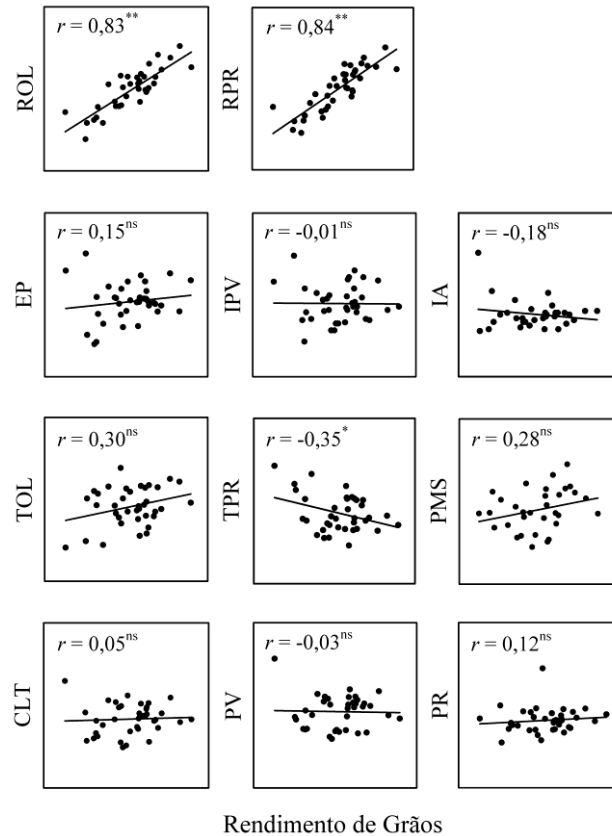 r = 0,83**
r = 0,84**
ROL
RPR
r = 0,15ns
r = -0,01ns
r = -0,18ns
EP
IPV
IA
r = 0,30ns
r = -0,35*
r = 0,28ns
TOL
TPR
PMS
r = 0,05ns
r = -0,03ns
r = 0,12ns
CLT
PV
PR
Rendimento de Grãos